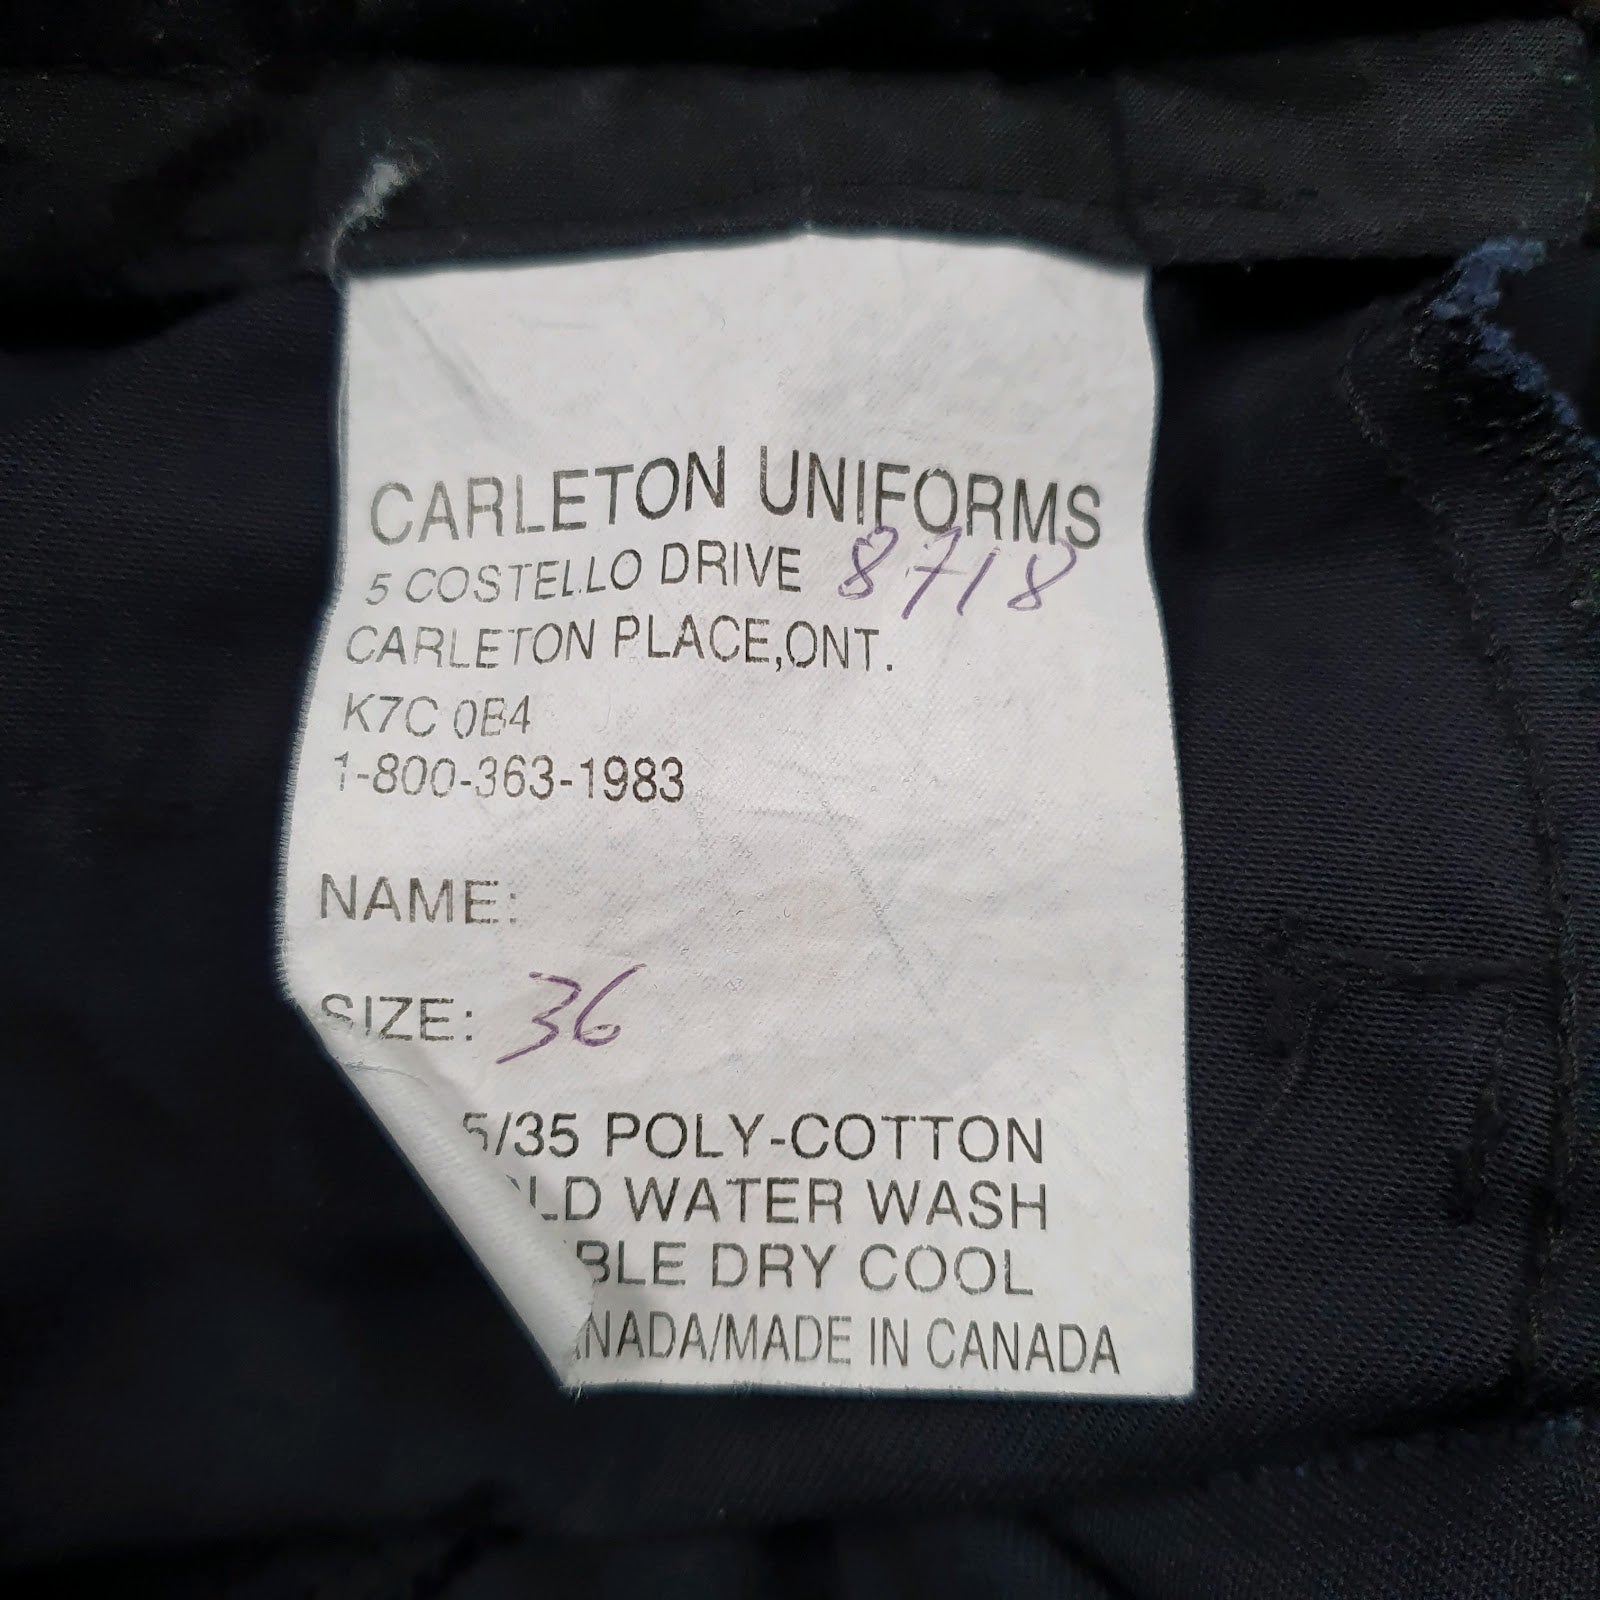 CARLETON UNIFORMS
5 COSTELLO DRIVE 8718
CARLETON PLACE,ONT.
K7C 0B4
1-800-363-1983
NAME:
SIZE: 36
5/35 POLY-COTTON
LD WATER WASH
BLE DRY COOL
NADA/MADE IN CANADA